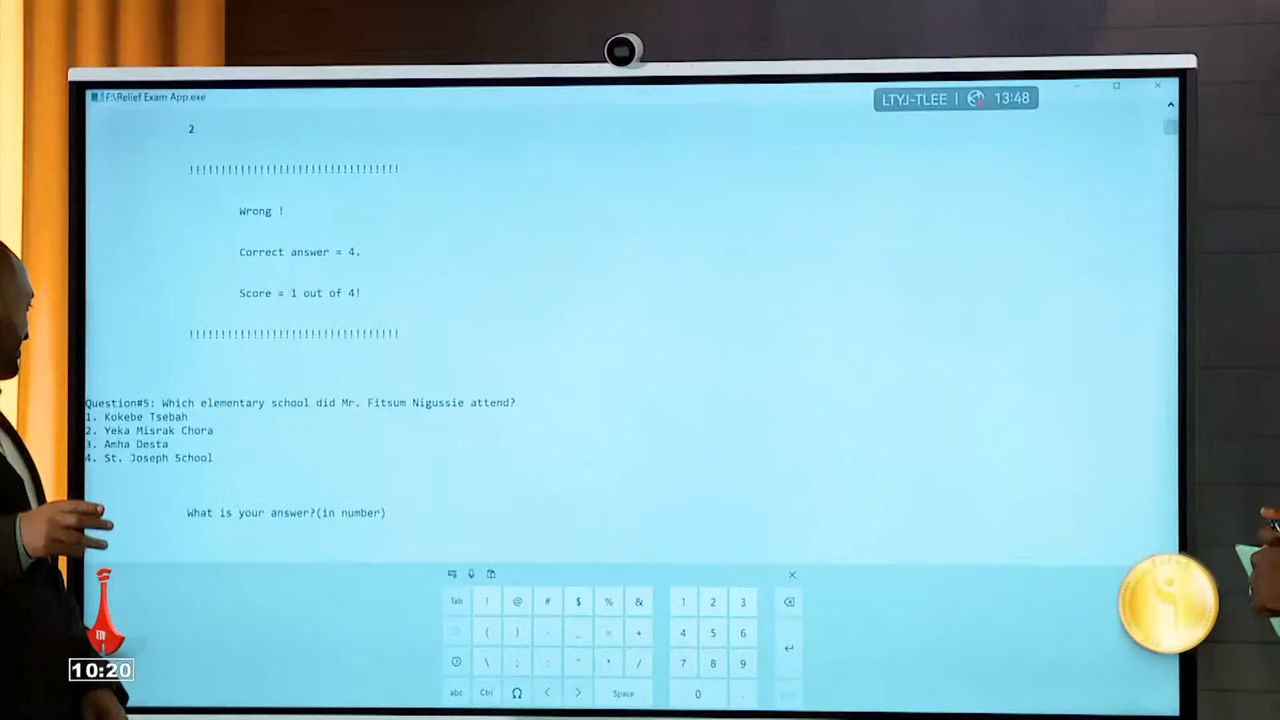 F:\Relief Exam App.exe
LTYJ-TLEE | 13:48
2
!!!!!!!!!!!!!!!!!!!!!!!!!!!!!!!!!
Wrong !
Correct answer = 4.
Score = 1 out of 4!
!!!!!!!!!!!!!!!!!!!!!!!!!!!!!!!!!
Question#5: Which elementary school did Mr. Fitsum Nigussie attend?
1. Kokebe Tsebah
2. Yeka Misrak Chora
3. Amha Desta
4. St. Joseph School
What is your answer?(in number)
Tab ! @ # $ % & 1 2 3
( ) - _ = + 4 5 6
\ ; : " * / 7 8 9
abc Ctrl Ω < > Space 0 .
10:20